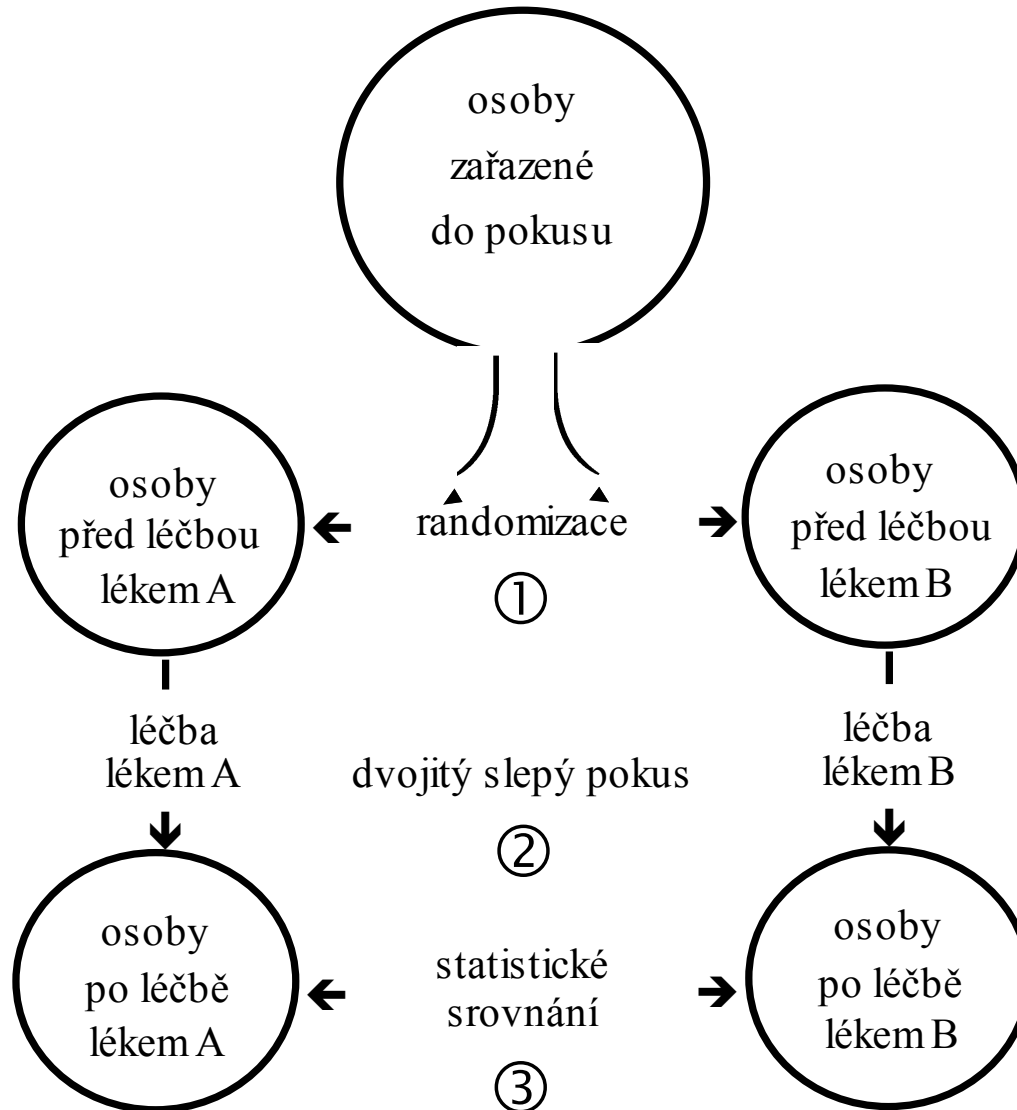 osoby
zařazené
do pokusu
osoby
před léčbou
lékem A
randomizace
①
osoby
před léčbou
lékem B
léčba
lékem A
dvojitý slepý pokus
②
léčba
lékem B
osoby
po léčbě
lékem A
statistické
srovnání
③
osoby
po léčbě
lékem B